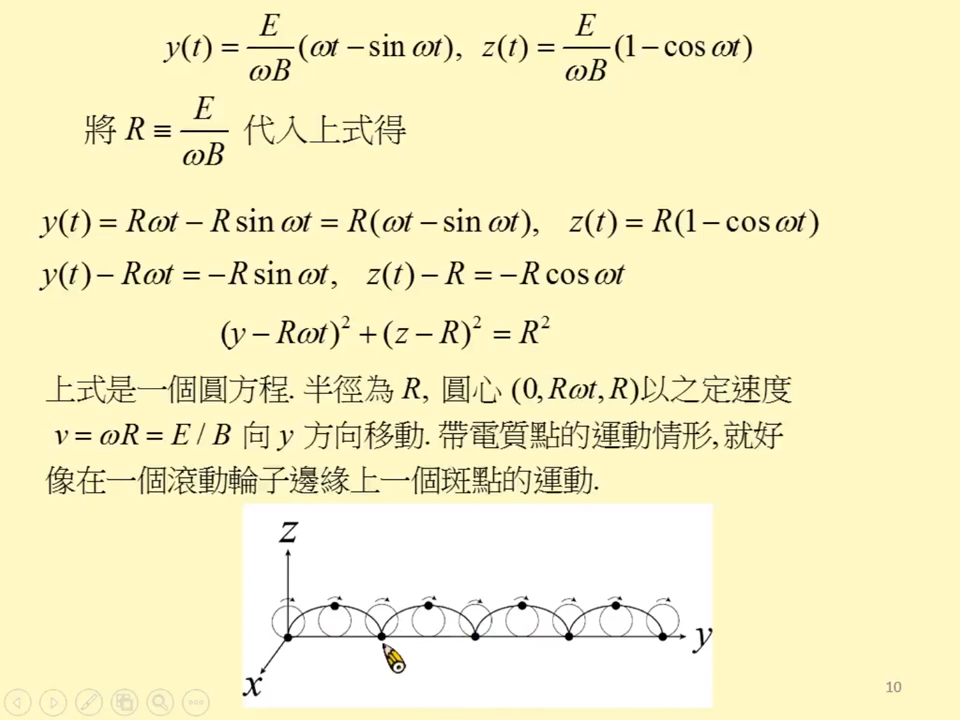 y(t) = E/ωB (ωt − sin ωt), z(t) = E/ωB (1 − cos ωt)
將 R ≡ E/ωB 代入上式得
y(t) = Rωt − R sin ωt = R(ωt − sin ωt), z(t) = R(1 − cos ωt)
y(t) − Rωt = −R sin ωt, z(t) − R = −R cos ωt
(y − Rωt)² + (z − R)² = R²
上式是一個圓方程. 半徑為 R, 圓心 (0, Rωt, R)以之定速度
v = ωR = E / B 向 y 方向移動. 帶電質點的運動情形, 就好
像在一個滾動輪子邊緣上一個斑點的運動.
z
y
x
10